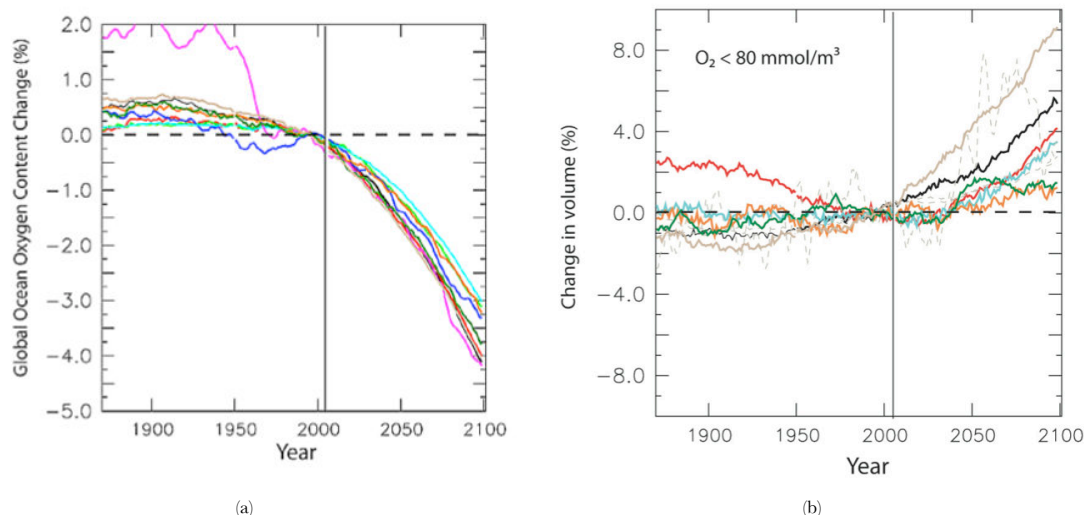 Global Ocean Oxygen Content Change (%)
2.0
1.0
0.0
−1.0
−2.0
−3.0
−4.0
−5.0
1900 1950 2000 2050 2100
Year
(a)
Change in volume (%)
8.0
4.0
0.0
−4.0
−8.0
O₂ < 80 mmol/m³
1900 1950 2000 2050 2100
Year
(b)